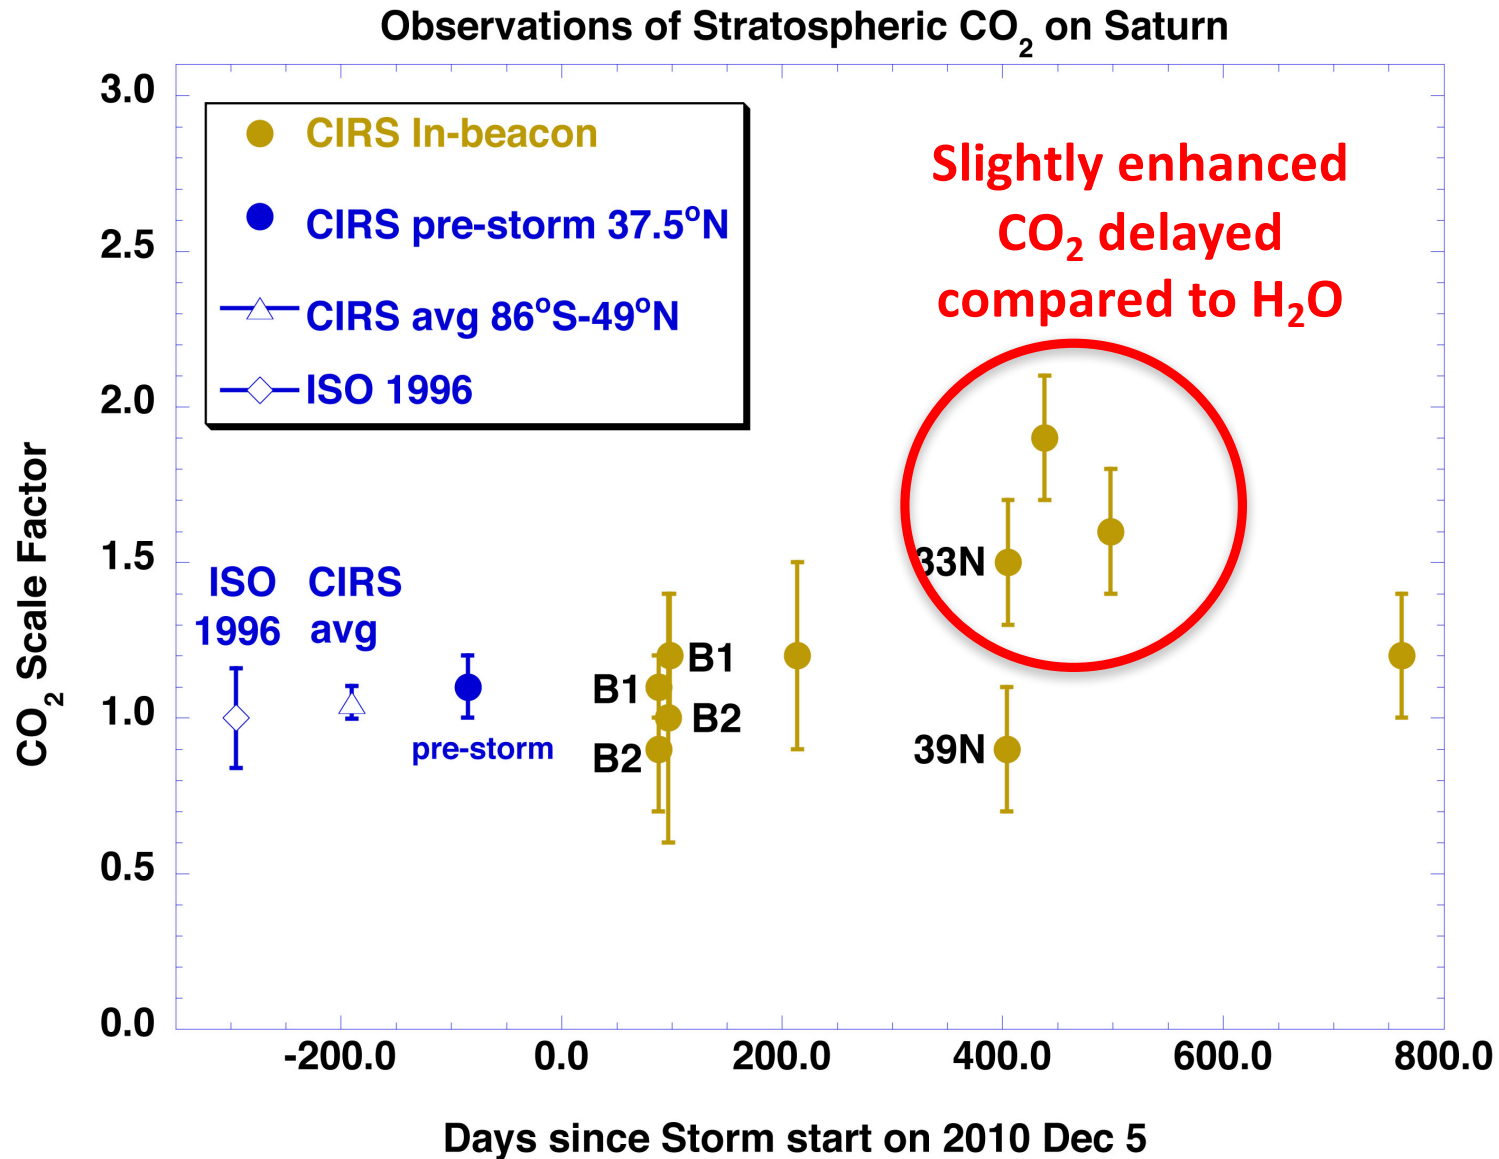 Observations of Stratospheric CO₂ on Saturn
3.0
2.5
2.0
1.5
1.0
0.5
0.0
CO₂ Scale Factor
CIRS In-beacon
CIRS pre-storm 37.5°N
CIRS avg 86°S-49°N
ISO 1996
Slightly enhanced
CO₂ delayed
compared to H₂O
ISO
1996
CIRS
avg
pre-storm
B1
B1
B2
B2
33N
39N
-200.0
0.0
200.0
400.0
600.0
800.0
Days since Storm start on 2010 Dec 5